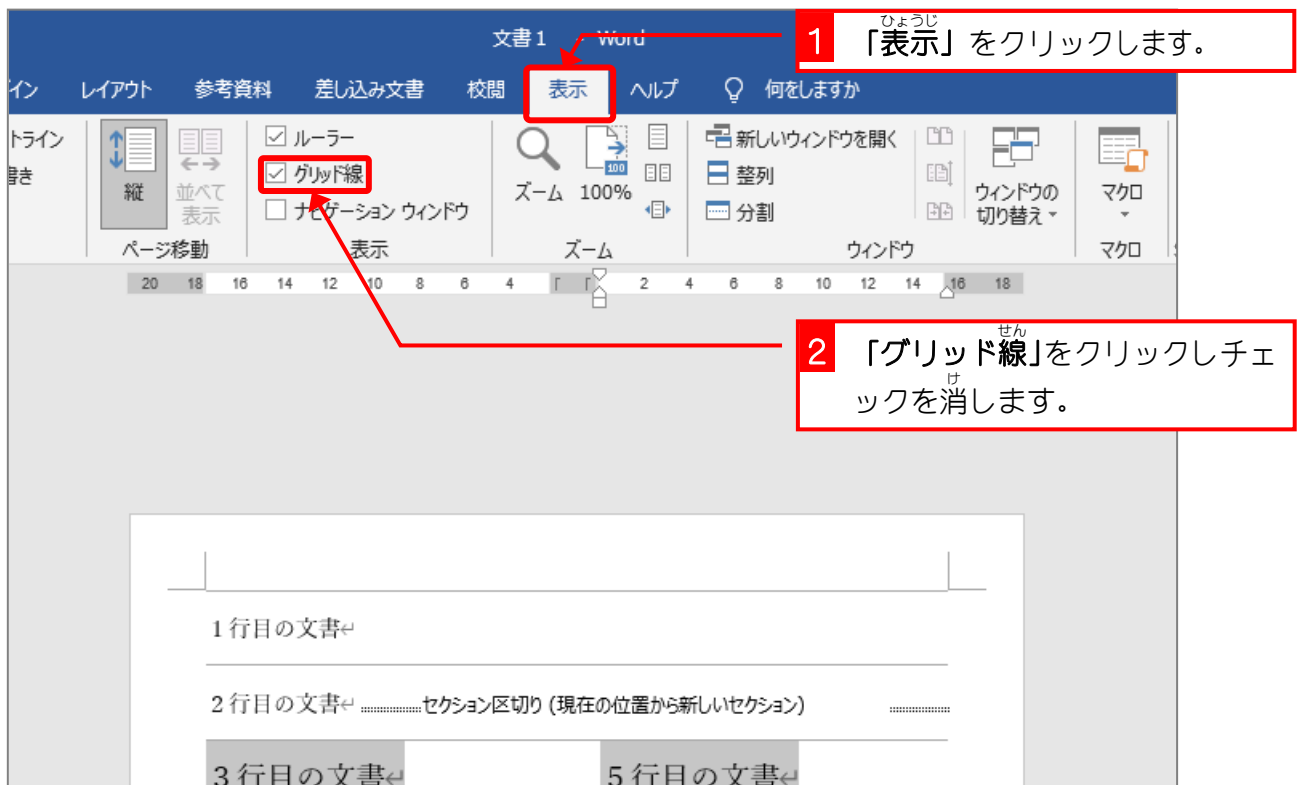 文書1 - Word
1 「表示」をクリックします。
ひょうじ
イン レイアウト 参考資料 差し込み文書 校閲 表示 ヘルプ 何をしますか
トライン
書き
縦
並べて
表示
ページ移動
ルーラー
グリッド線
ナビゲーション ウィンドウ
表示
ズーム
100
100%
ズーム
新しいウィンドウを開く
整列
分割
ウィンドウの
切り替え
ウィンドウ
マクロ
マクロ
20 18 16 14 12 10 8 6 4 2 4 6 8 10 12 14 16 18
せん
2 「グリッド線」をクリックしチェ
け
ックを消します。
1行目の文書↵
2行目の文書↵ セクション区切り (現在の位置から新しいセクション)
3行目の文書↵ 5行目の文書↵